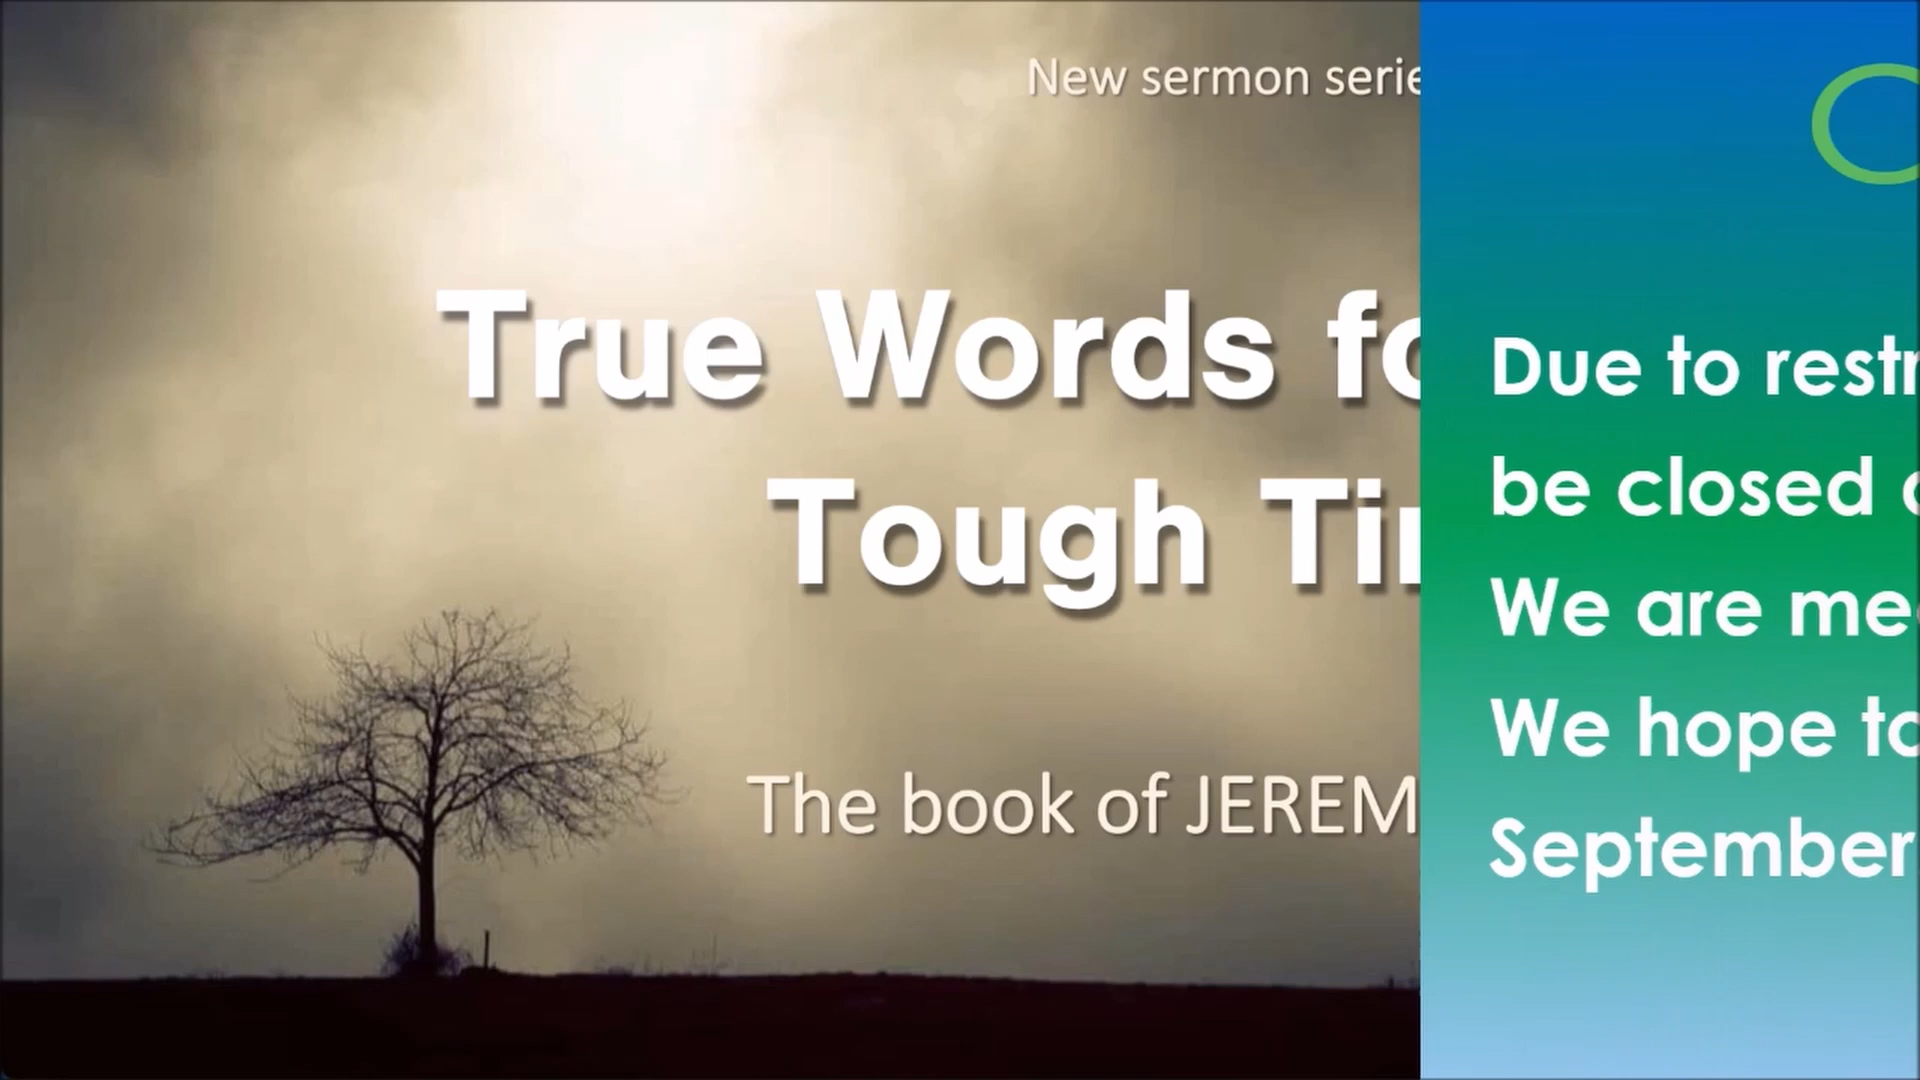 New sermon serie
True Words fo
Tough Ti
The book of JEREM
Due to restr
be closed
We are me
We hope to
September